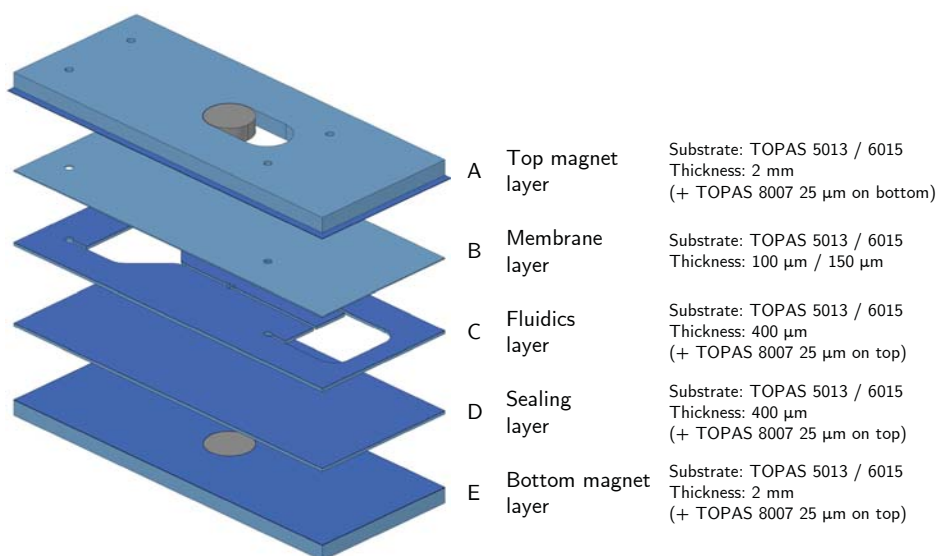 A
Top magnet
layer
Substrate: TOPAS 5013 / 6015
Thickness: 2 mm
(+ TOPAS 8007 25 µm on bottom)
B
Membrane
layer
Substrate: TOPAS 5013 / 6015
Thickness: 100 µm / 150 µm
C
Fluidics
layer
Substrate: TOPAS 5013 / 6015
Thickness: 400 µm
(+ TOPAS 8007 25 µm on top)
D
Sealing
layer
Substrate: TOPAS 5013 / 6015
Thickness: 400 µm
(+ TOPAS 8007 25 µm on top)
E
Bottom magnet
layer
Substrate: TOPAS 5013 / 6015
Thickness: 2 mm
(+ TOPAS 8007 25 µm on top)